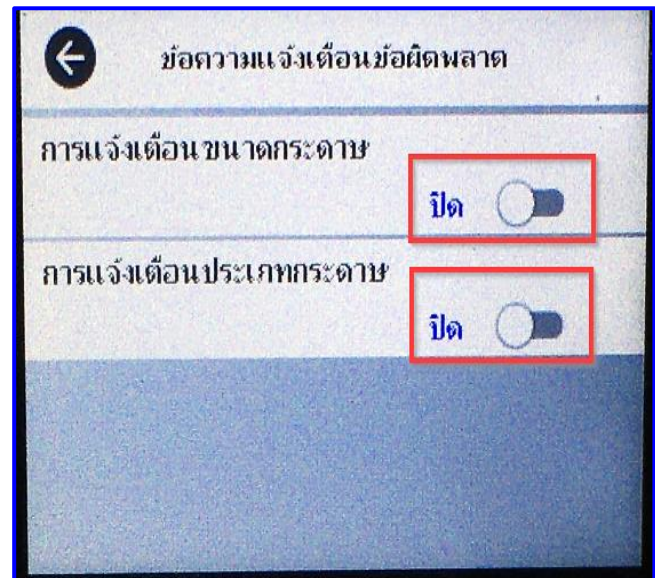 ข้อความแจ้งเตือนข้อผิดพลาด
การแจ้งเตือนขนาดกระดาษ
ปิด
การแจ้งเตือนประเภทกระดาษ
ปิด